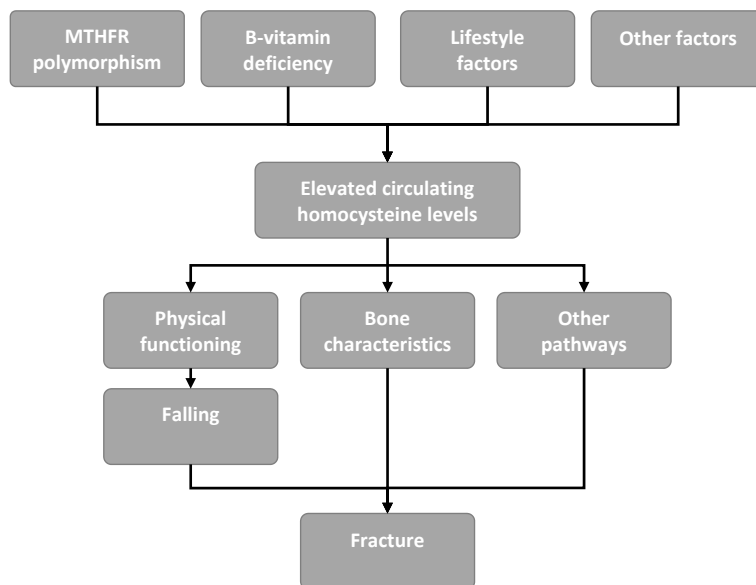 MTHFR
polymorphism
B-vitamin
deficiency
Lifestyle
factors
Other factors
Elevated circulating
homocysteine levels
Physical
functioning
Bone
characteristics
Other
pathways
Falling
Fracture